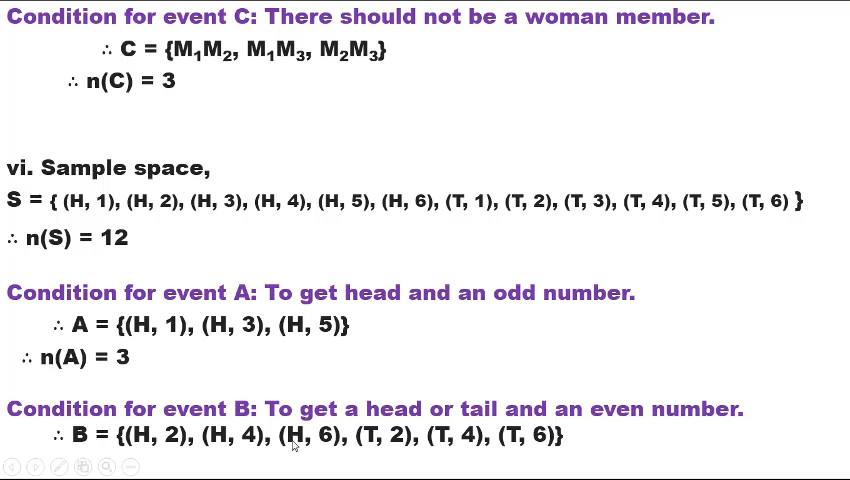 Condition for event C: There should not be a woman member.
∴ C = {M₁M₂, M₁M₃, M₂M₃}
∴ n(C) = 3
vi. Sample space,
S = { (H, 1), (H, 2), (H, 3), (H, 4), (H, 5), (H, 6), (T, 1), (T, 2), (T, 3), (T, 4), (T, 5), (T, 6) }
∴ n(S) = 12
Condition for event A: To get head and an odd number.
∴ A = {(H, 1), (H, 3), (H, 5)}
∴ n(A) = 3
Condition for event B: To get a head or tail and an even number.
∴ B = {(H, 2), (H, 4), (H, 6), (T, 2), (T, 4), (T, 6)}